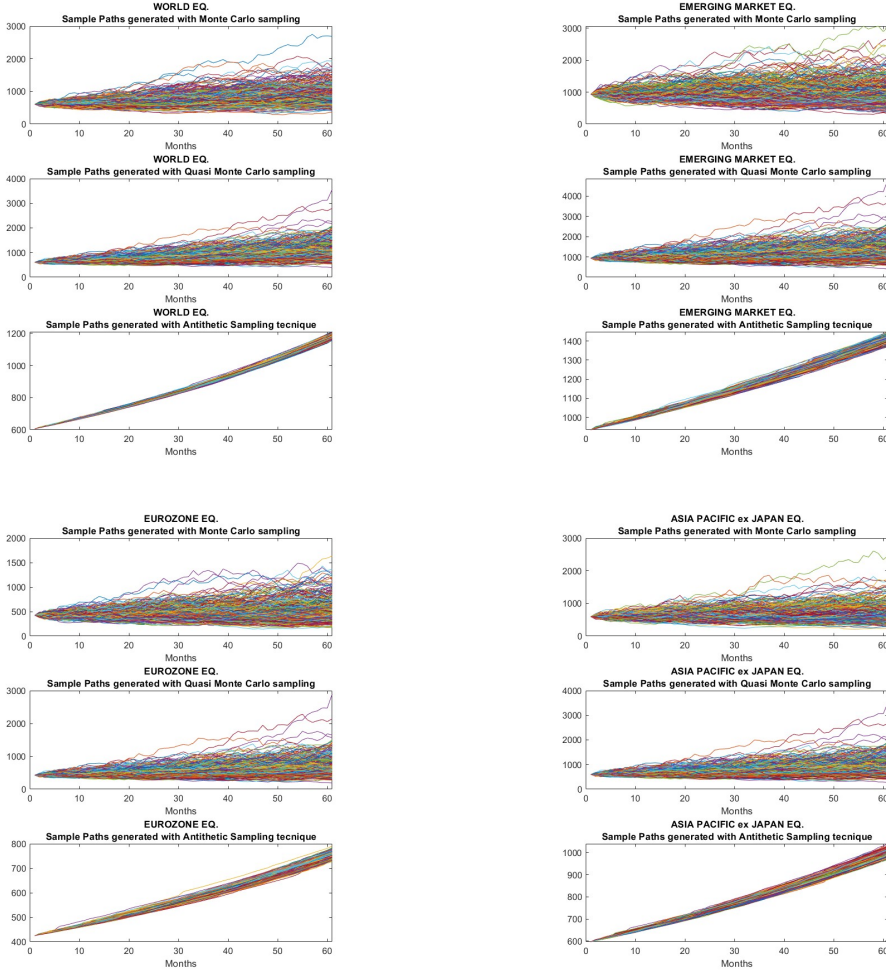 WORLD EQ.
Sample Paths generated with Monte Carlo sampling
3000
2000
1000
0
0 10 20 30 40 50 60
Months
WORLD EQ.
Sample Paths generated with Quasi Monte Carlo sampling
4000
3000
2000
1000
0
0 10 20 30 40 50 60
Months
WORLD EQ.
Sample Paths generated with Antithetic Sampling tecnique
1200
1000
800
600
0 10 20 30 40 50 60
Months
EMERGING MARKET EQ.
Sample Paths generated with Monte Carlo sampling
3000
2000
1000
0
0 10 20 30 40 50 60
Months
EMERGING MARKET EQ.
Sample Paths generated with Quasi Monte Carlo sampling
4000
3000
2000
1000
0
0 10 20 30 40 50 60
Months
EMERGING MARKET EQ.
Sample Paths generated with Antithetic Sampling tecnique
1400
1300
1200
1100
1000
0 10 20 30 40 50 60
Months
EUROZONE EQ.
Sample Paths generated with Monte Carlo sampling
2000
1500
1000
500
0
0 10 20 30 40 50 60
Months
EUROZONE EQ.
Sample Paths generated with Quasi Monte Carlo sampling
3000
2000
1000
0
0 10 20 30 40 50 60
Months
EUROZONE EQ.
Sample Paths generated with Antithetic Sampling tecnique
800
700
600
500
400
0 10 20 30 40 50 60
Months
ASIA PACIFIC ex JAPAN EQ.
Sample Paths generated with Monte Carlo sampling
3000
2000
1000
0
0 10 20 30 40 50 60
Months
ASIA PACIFIC ex JAPAN EQ.
Sample Paths generated with Quasi Monte Carlo sampling
4000
3000
2000
1000
0
0 10 20 30 40 50 60
Months
ASIA PACIFIC ex JAPAN EQ.
Sample Paths generated with Antithetic Sampling tecnique
1000
900
800
700
600
0 10 20 30 40 50 60
Months